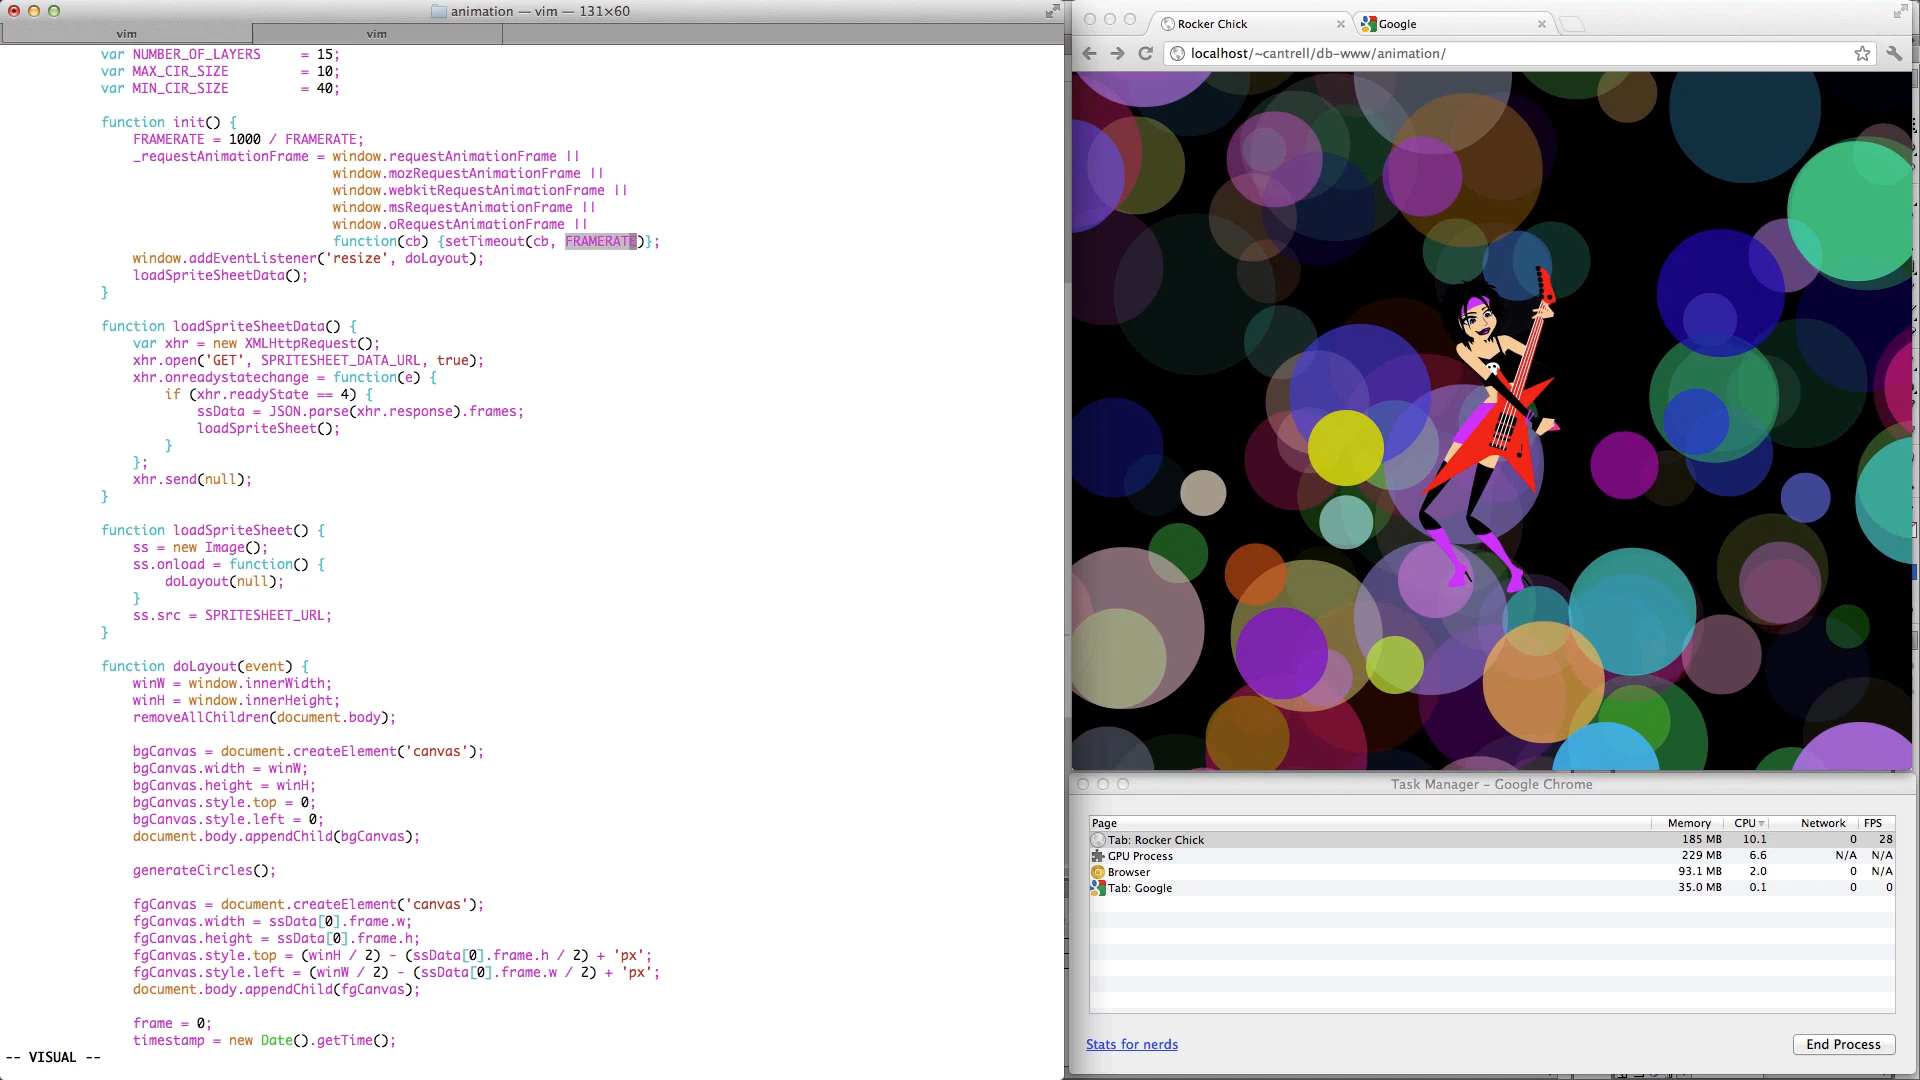 animation — vim — 131×60
vim
vim
var NUMBER_OF_LAYERS = 15;
var MAX_CIR_SIZE = 10;
var MIN_CIR_SIZE = 40;
function init() {
FRAMERATE = 1000 / FRAMERATE;
_requestAnimationFrame = window.requestAnimationFrame ||
window.mozRequestAnimationFrame ||
window.webkitRequestAnimationFrame ||
window.msRequestAnimationFrame ||
window.oRequestAnimationFrame ||
function(cb) {setTimeout(cb, FRAMERATE)};
window.addEventListener('resize', doLayout);
loadSpriteSheetData();
}
function loadSpriteSheetData() {
var xhr = new XMLHttpRequest();
xhr.open('GET', SPRITESHEET_DATA_URL, true);
xhr.onreadystatechange = function(e) {
if (xhr.readyState == 4) {
ssData = JSON.parse(xhr.response).frames;
loadSpriteSheet();
}
};
xhr.send(null);
}
function loadSpriteSheet() {
ss = new Image();
ss.onload = function() {
doLayout(null);
}
ss.src = SPRITESHEET_URL;
}
function doLayout(event) {
winW = window.innerWidth;
winH = window.innerHeight;
removeAllChildren(document.body);
bgCanvas = document.createElement('canvas');
bgCanvas.width = winW;
bgCanvas.height = winH;
bgCanvas.style.top = 0;
bgCanvas.style.left = 0;
document.body.appendChild(bgCanvas);
generateCircles();
fgCanvas = document.createElement('canvas');
fgCanvas.width = ssData[0].frame.w;
fgCanvas.height = ssData[0].frame.h;
fgCanvas.style.top = (winH / 2) - (ssData[0].frame.h / 2) + 'px';
fgCanvas.style.left = (winW / 2) - (ssData[0].frame.w / 2) + 'px';
document.body.appendChild(fgCanvas);
frame = 0;
timestamp = new Date().getTime();
-- VISUAL --
Rocker Chick
Google
localhost/~cantrell/db-www/animation/
Task Manager – Google Chrome
Page Memory CPU Network FPS
Tab: Rocker Chick 185 MB 10.1 0 28
GPU Process 229 MB 6.6 N/A N/A
Browser 93.1 MB 2.0 0 N/A
Tab: Google 35.0 MB 0.1 0 0
Stats for nerds
End Process